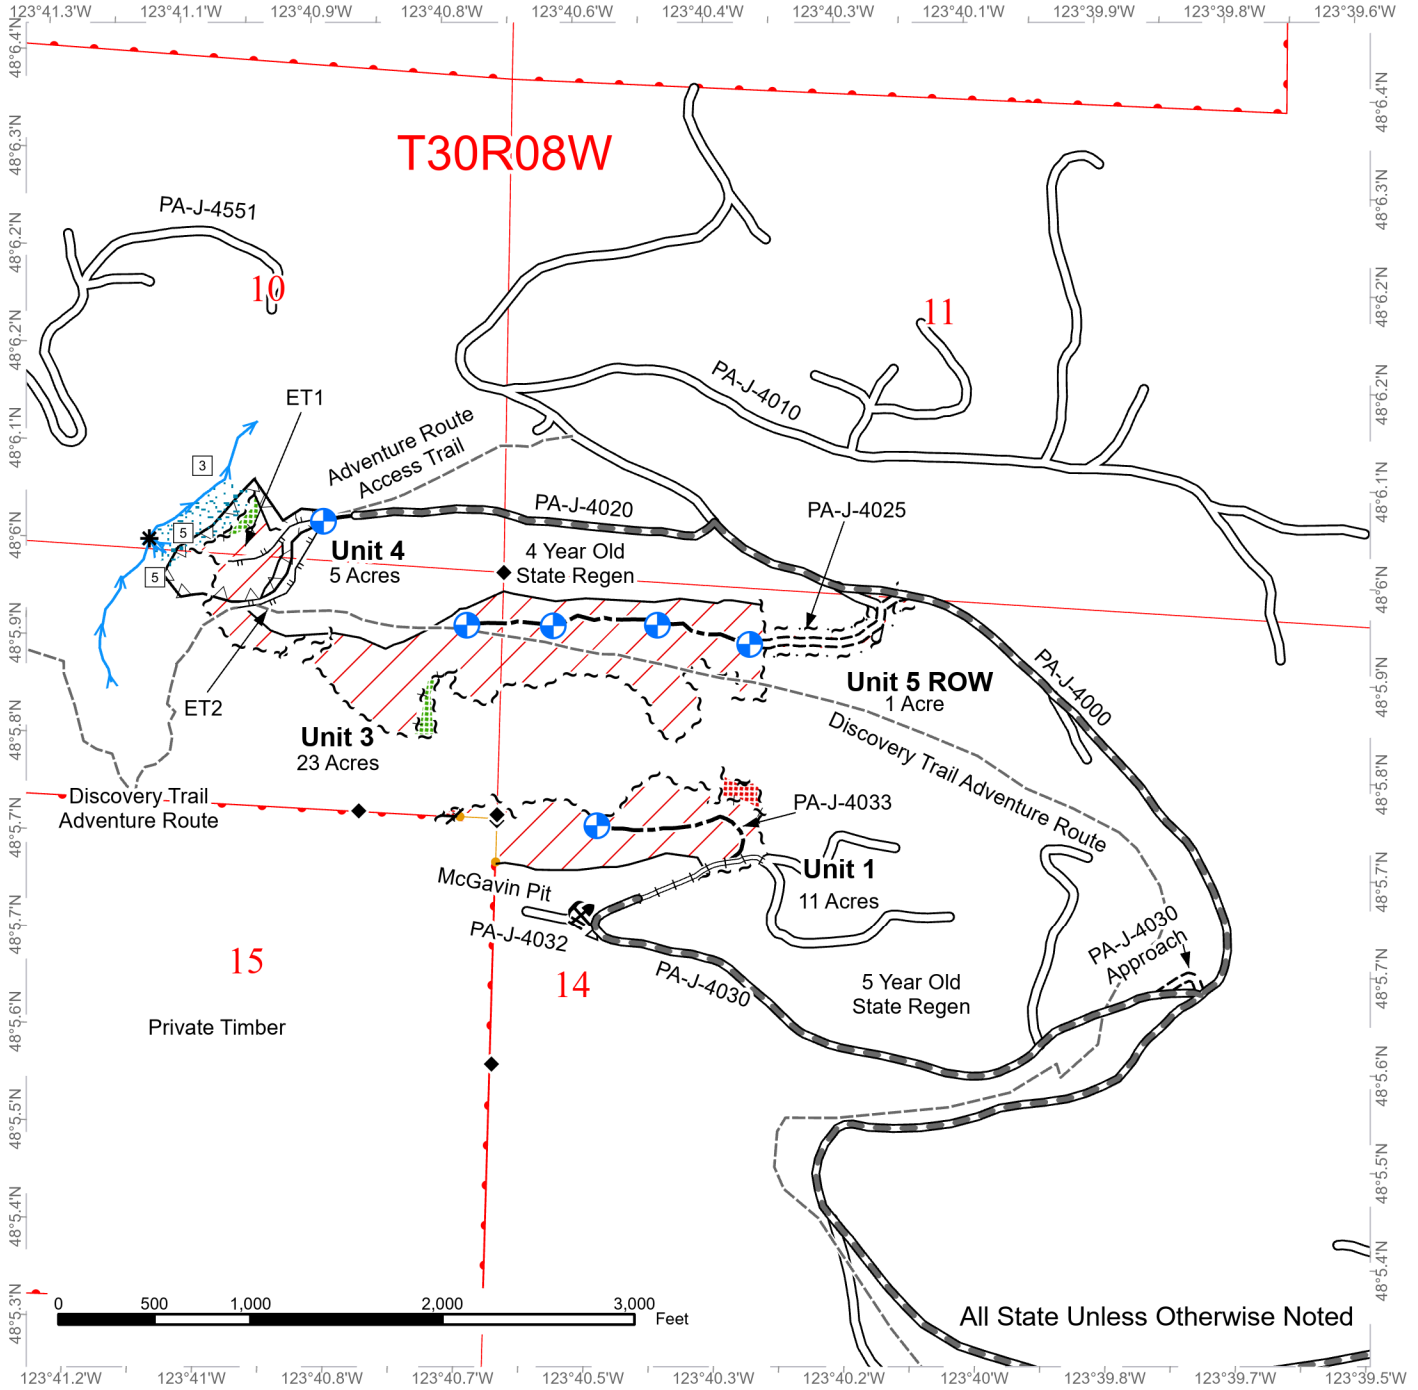 123°41.3'W 123°41.1'W 123°40.9'W 123°40.8'W 123°40.6'W 123°40.4'W 123°40.3'W 123°40.1'W 123°39.9'W 123°39.8'W 123°39.6'W
48°6.4'N
48°6.3'N
48°6.2'N
48°6.2'N
48°6.1'N
48°6'N
48°5.9'N
48°5.8'N
48°5.7'N
48°5.7'N
48°5.6'N
48°5.5'N
48°5.4'N
48°5.3'N
48°6.4'N
48°6.3'N
48°6.2'N
48°6.2'N
48°6.1'N
48°6'N
48°5.9'N
48°5.8'N
48°5.7'N
48°5.7'N
48°5.6'N
48°5.5'N
48°5.4'N
T30R08W
PA-J-4551
10
11
PA-J-4010
ET1
Adventure Route
Access Trail
3
5
5
PA-J-4020
PA-J-4025
Unit 4
5 Acres
4 Year Old
State Regen
PA-J-4000
Unit 5 ROW
1 Acre
ET2
Unit 3
23 Acres
Discovery Trail Adventure Route
Discovery Trail
Adventure Route
PA-J-4033
Unit 1
11 Acres
McGavin Pit
PA-J-4032
PA-J-4030
PA-J-4030
Approach
15
14
5 Year Old
State Regen
Private Timber
0 500 1,000 2,000 3,000
Feet
All State Unless Otherwise Noted
123°41.2'W 123°41'W 123°40.8'W 123°40.7'W 123°40.5'W 123°40.3'W 123°40.2'W 123°40'W 123°39.8'W 123°39.7'W 123°39.5'W